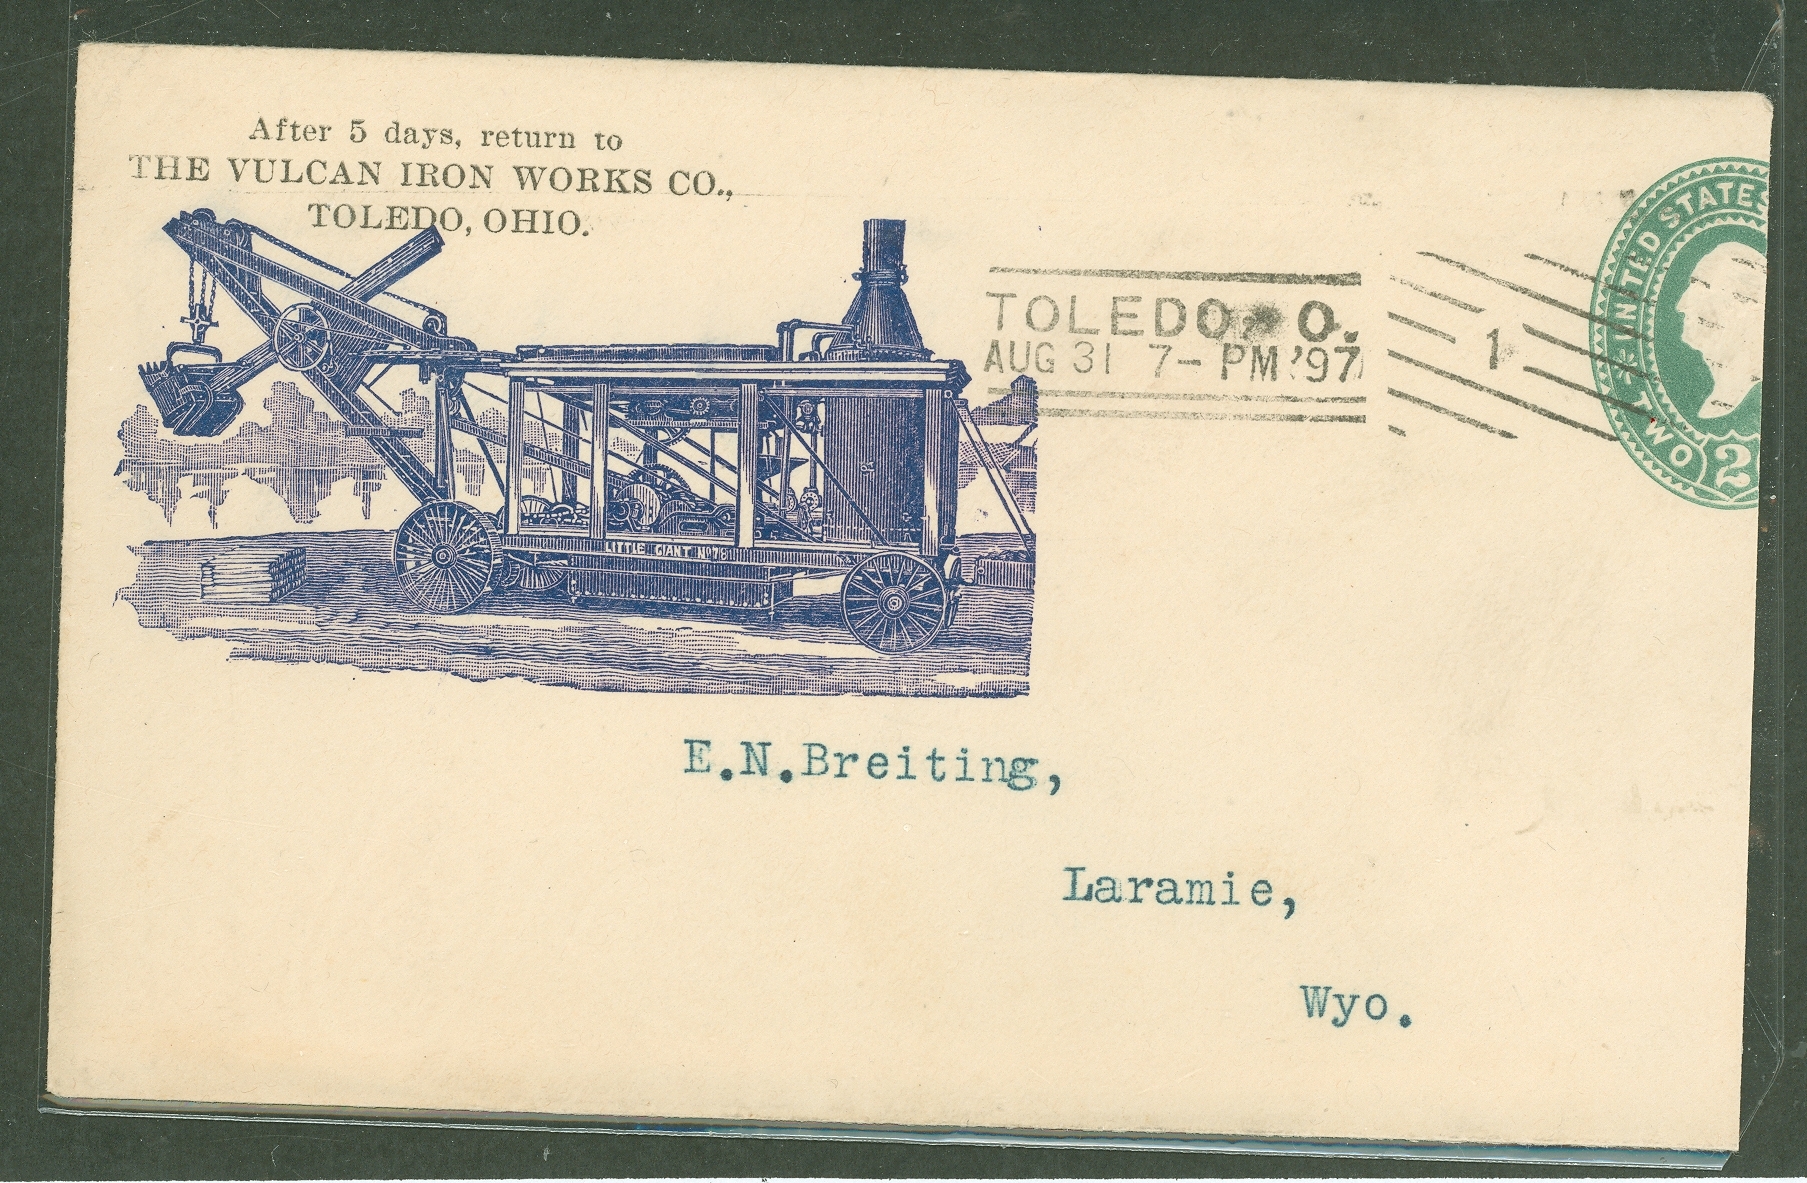 After 5 days, return to
THE VULCAN IRON WORKS CO.,
TOLEDO, OHIO.
TOLEDO, O.
AUG 31 7- PM '97
1
UNITED STATES
* TWO
2
LITTLE GIANT No 78
E.N.Breiting,
Laramie,
Wyo.